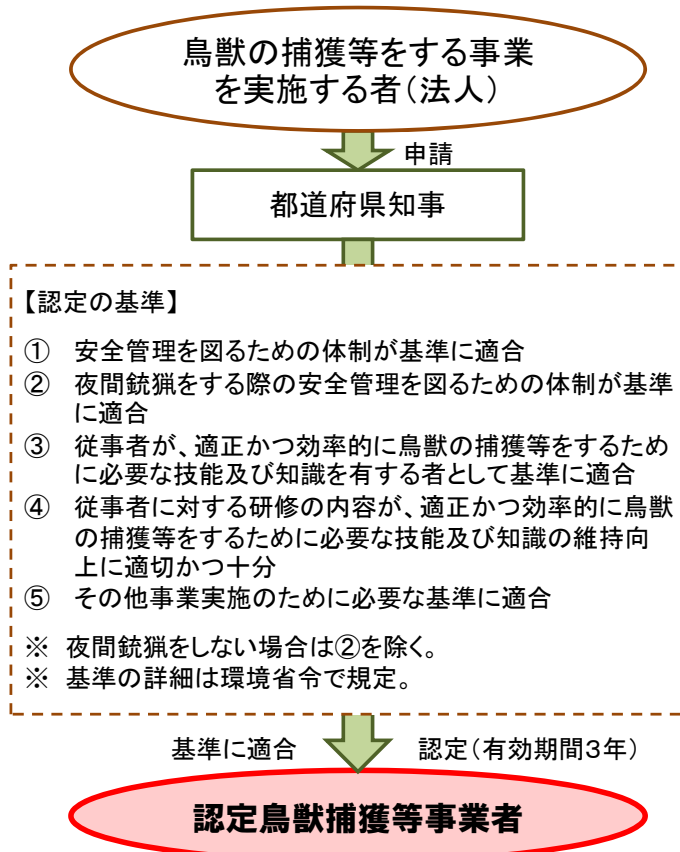 鳥獣の捕獲等をする事業
を実施する者（法人）
申請
都道府県知事
【認定の基準】
① 安全管理を図るための体制が基準に適合
② 夜間銃猟をする際の安全管理を図るための体制が基準
に適合
③ 従事者が、適正かつ効率的に鳥獣の捕獲等をするため
に必要な技能及び知識を有する者として基準に適合
④ 従事者に対する研修の内容が、適正かつ効率的に鳥獣
の捕獲等をするために必要な技能及び知識の維持向
上に適切かつ十分
⑤ その他事業実施のために必要な基準に適合
※ 夜間銃猟をしない場合は②を除く。
※ 基準の詳細は環境省令で規定。
基準に適合 認定（有効期間３年）
認定鳥獣捕獲等事業者